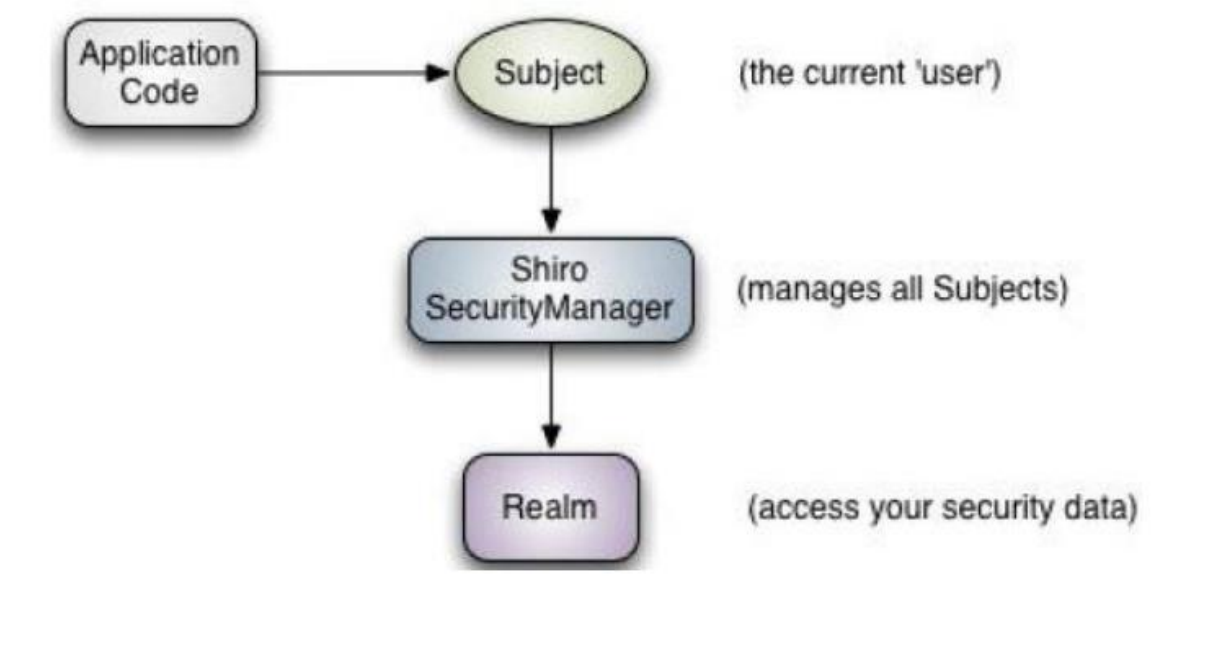 Application
Code
Subject
(the current 'user')
Shiro
SecurityManager
(manages all Subjects)
Realm
(access your security data)